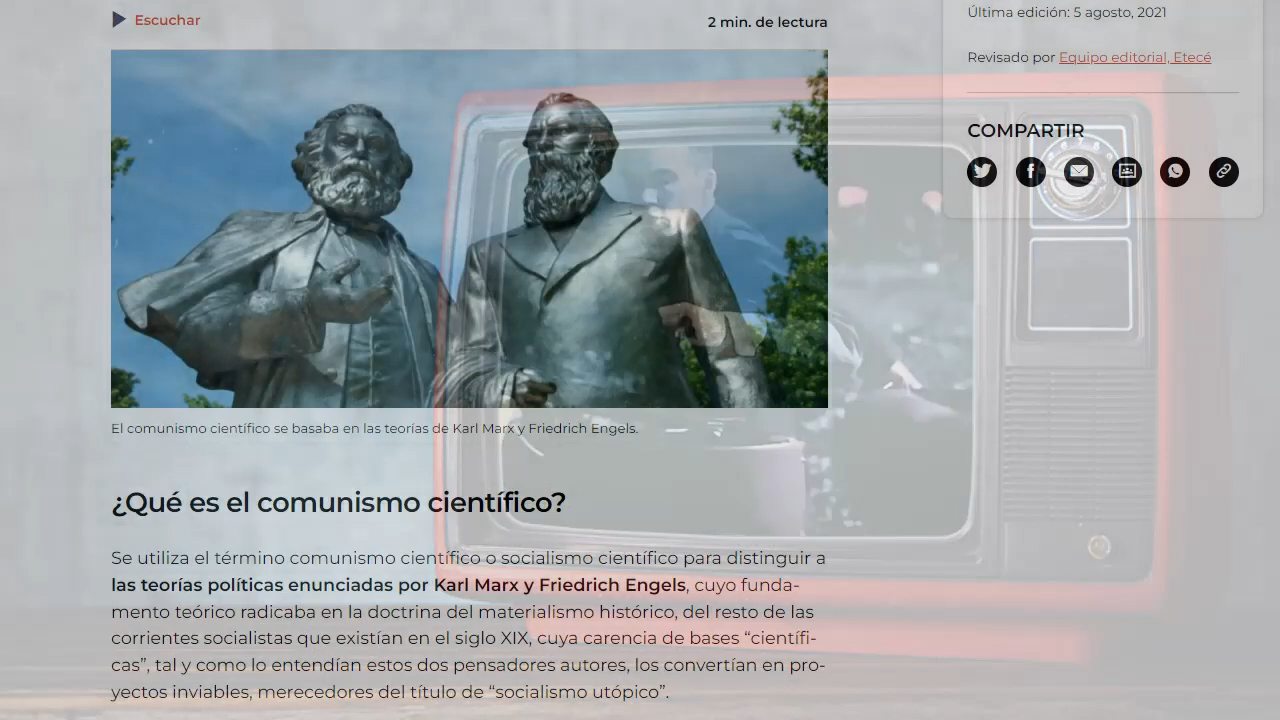 Escuchar
2 min. de lectura
Última edición: 5 agosto, 2021
Revisado por Equipo editorial, Etecé
COMPARTIR
El comunismo científico se basaba en las teorías de Karl Marx y Friedrich Engels.
¿Qué es el comunismo científico?
Se utiliza el término comunismo científico o socialismo científico para distinguir a
las teorías políticas enunciadas por Karl Marx y Friedrich Engels, cuyo funda-
mento teórico radicaba en la doctrina del materialismo histórico, del resto de las
corrientes socialistas que existían en el siglo XIX, cuya carencia de bases “científi-
cas”, tal y como lo entendían estos dos pensadores autores, los convertían en pro-
yectos inviables, merecedores del título de “socialismo utópico”.